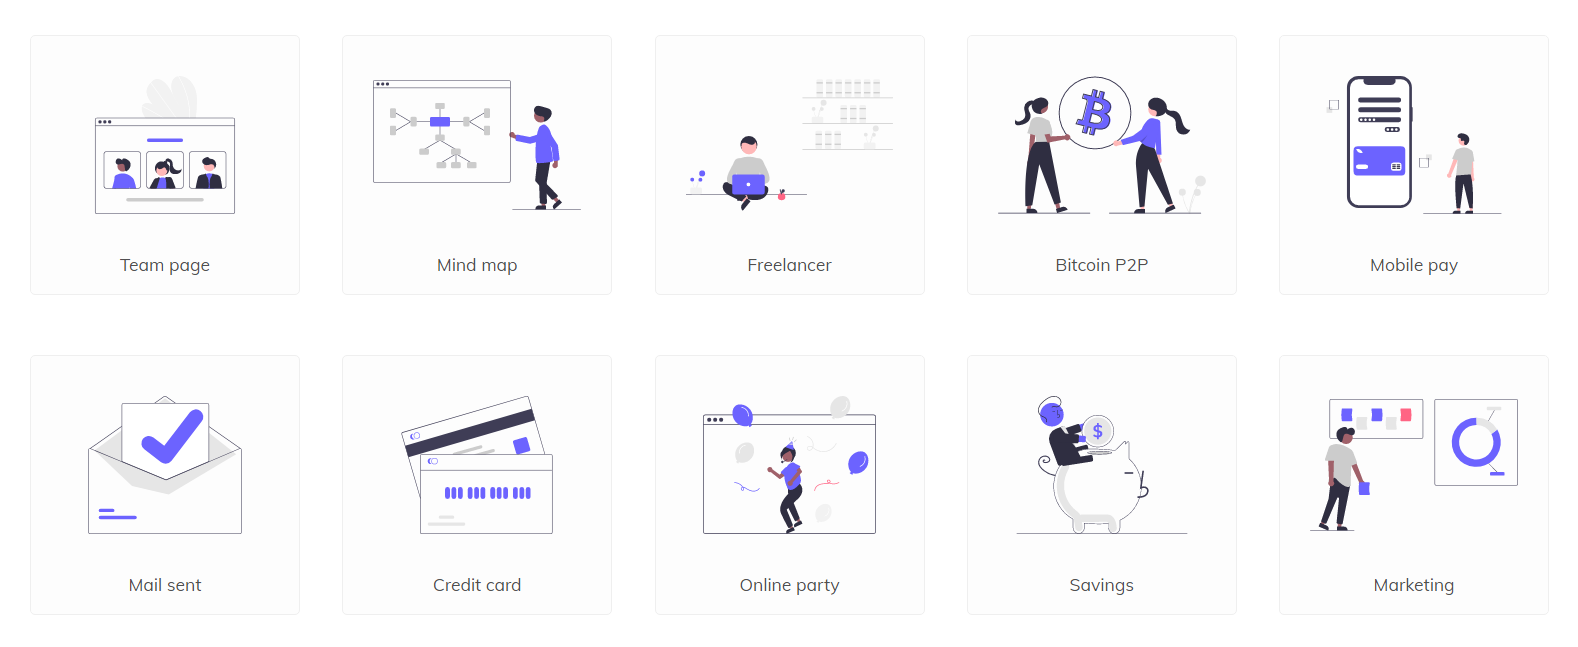 Team page
Mind map
Freelancer
Bitcoin P2P
Mobile pay
$
Mail sent
Credit card
Online party
Savings
Marketing